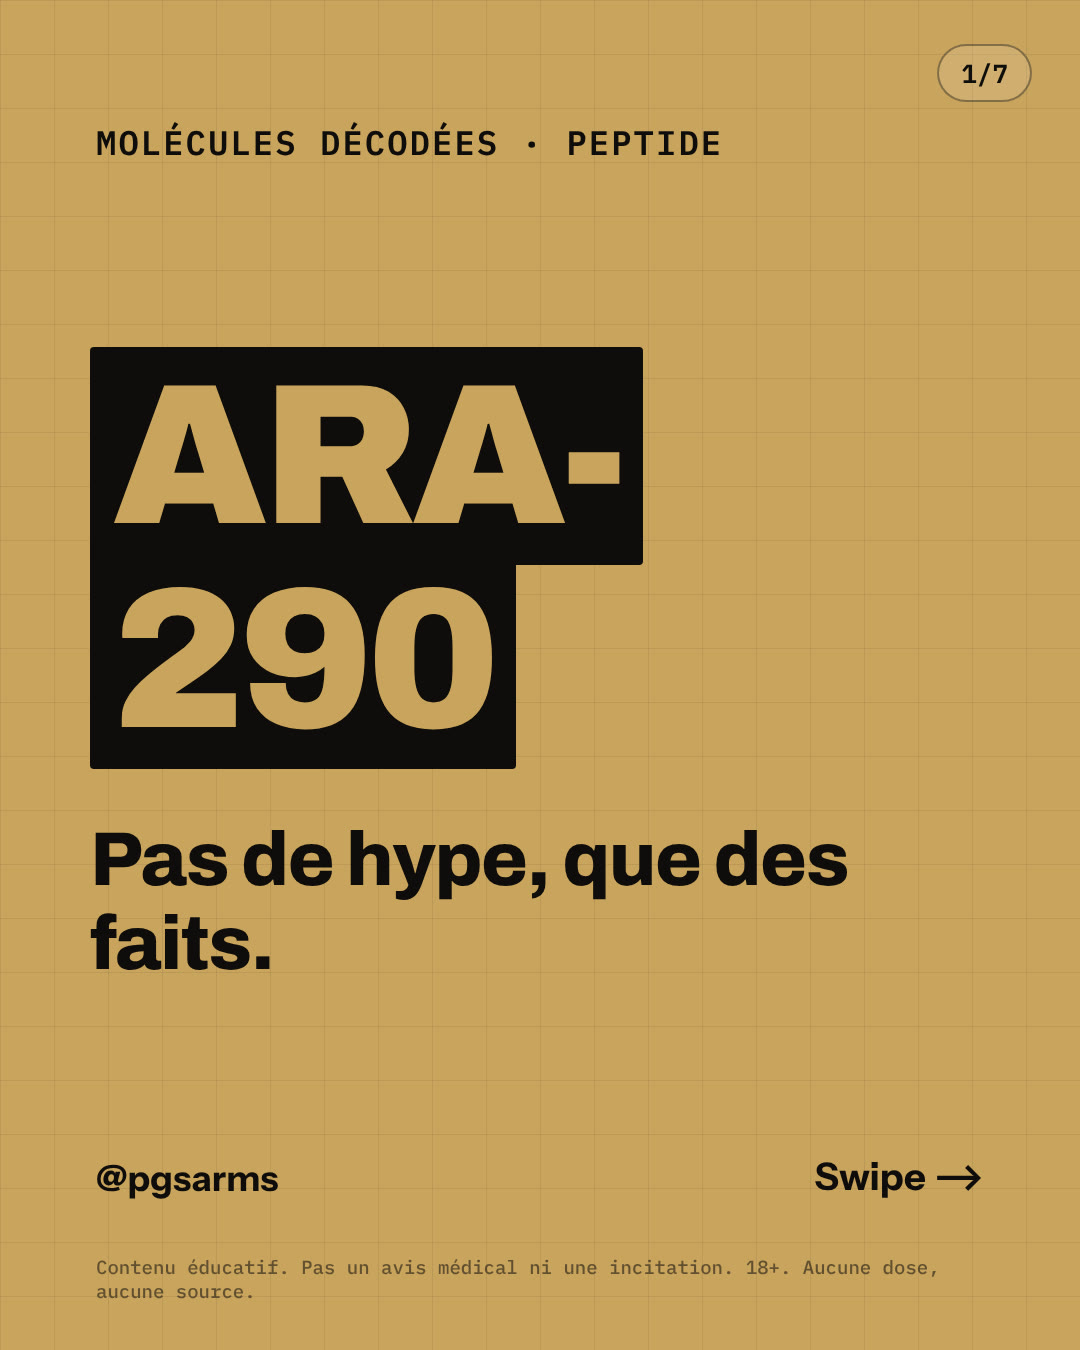 1/7
MOLÉCULES DÉCODÉES · PEPTIDE
ARA-
290
Pas de hype, que des
faits.
@pgsarms
Swipe →
Contenu éducatif. Pas un avis médical ni une incitation. 18+. Aucune dose,
aucune source.